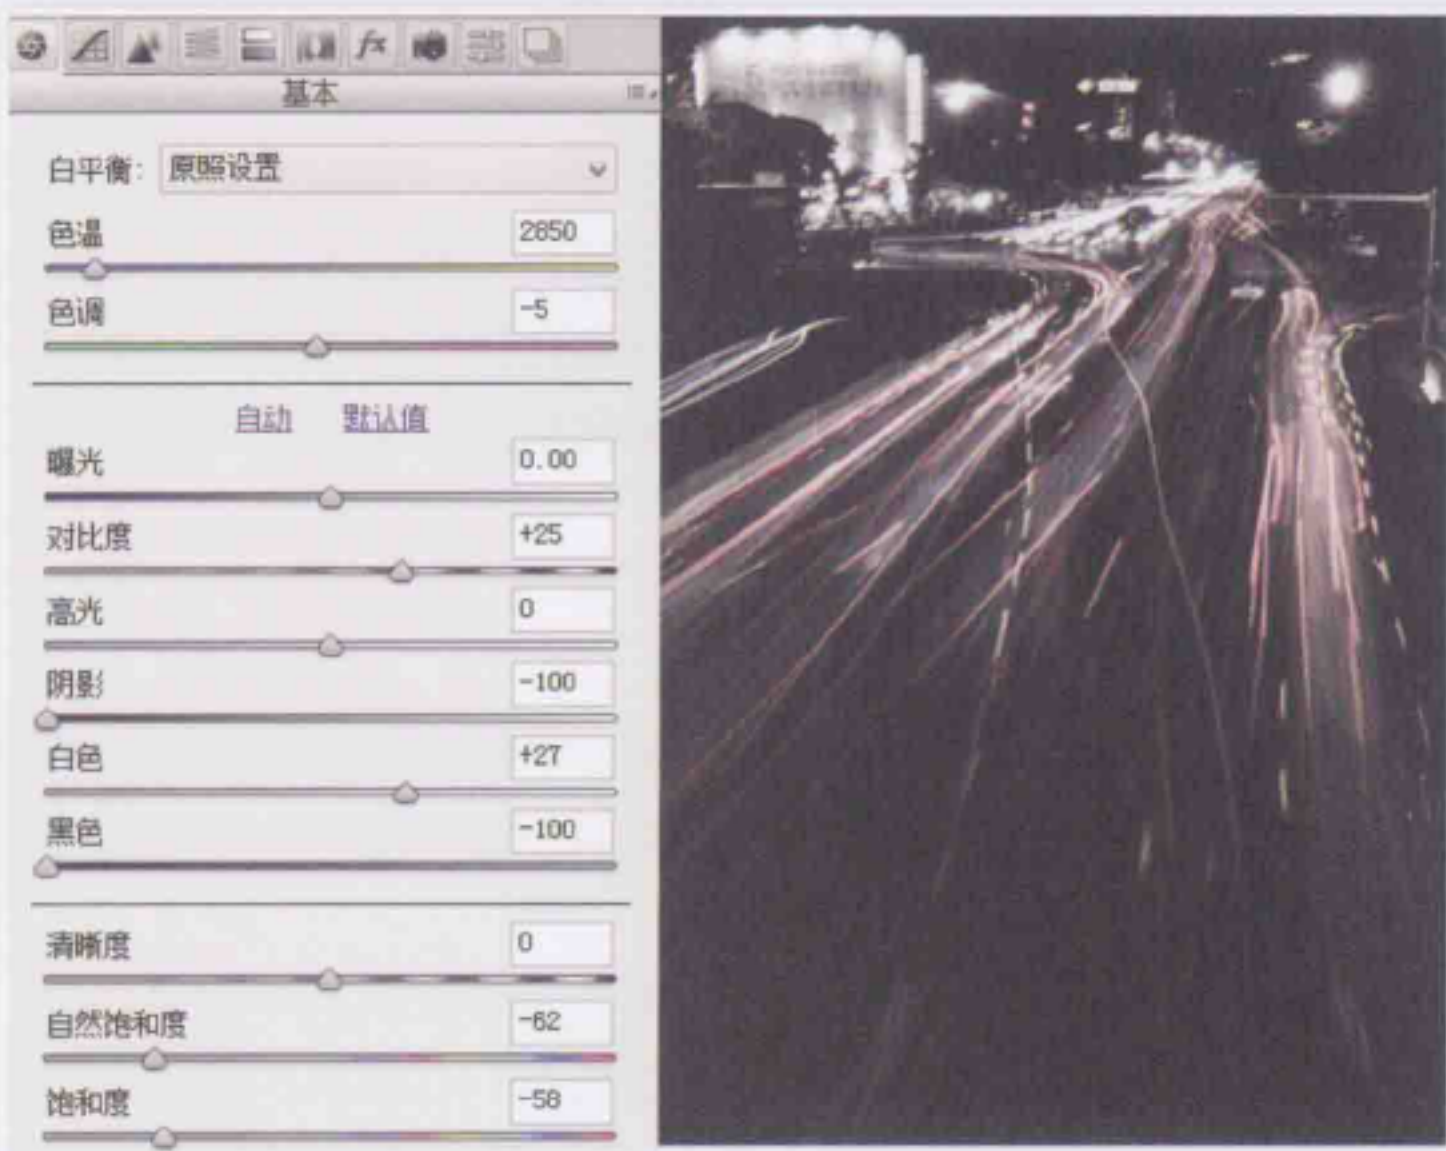 fx
基本
白平衡: 原照设置
色温 2850
色调 -5
自动 默认值
曝光 0.00
对比度 +25
高光 0
阴影 -100
白色 +27
黑色 -100
清晰度 0
自然饱和度 -62
饱和度 -58